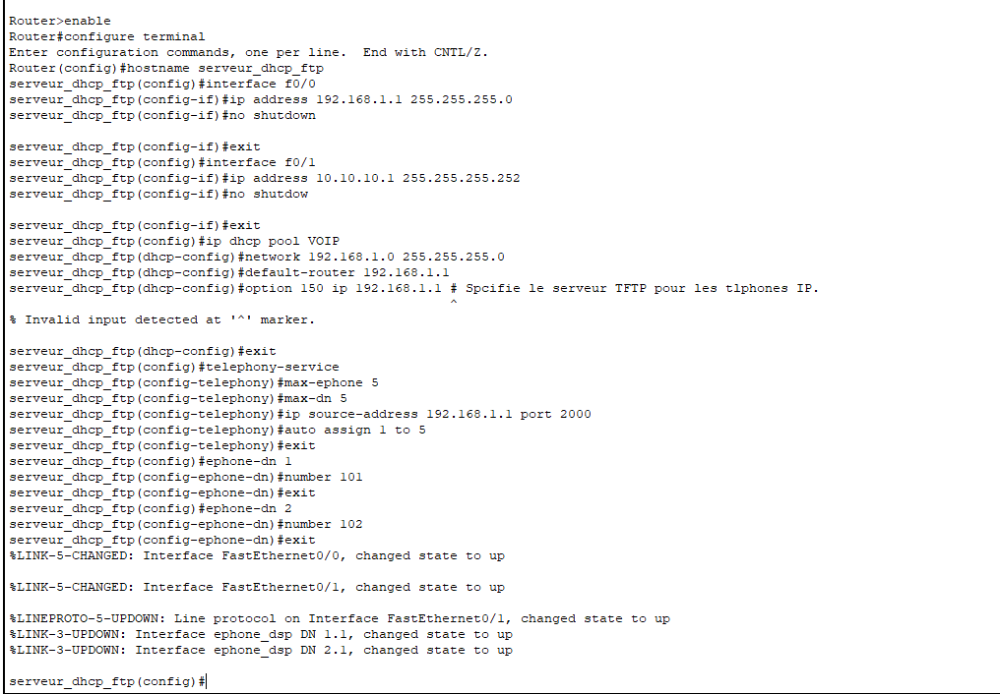 Router>enable
Router#configure terminal
Enter configuration commands, one per line.  End with CNTL/Z.
Router(config)#hostname serveur_dhcp_ftp
serveur_dhcp_ftp(config)#interface f0/0
serveur_dhcp_ftp(config-if)#ip address 192.168.1.1 255.255.255.0
serveur_dhcp_ftp(config-if)#no shutdown
serveur_dhcp_ftp(config-if)#exit
serveur_dhcp_ftp(config)#interface f0/1
serveur_dhcp_ftp(config-if)#ip address 10.10.10.1 255.255.255.252
serveur_dhcp_ftp(config-if)#no shutdow
serveur_dhcp_ftp(config-if)#exit
serveur_dhcp_ftp(config)#ip dhcp pool VOIP
serveur_dhcp_ftp(dhcp-config)#network 192.168.1.0 255.255.255.0
serveur_dhcp_ftp(dhcp-config)#default-router 192.168.1.1
serveur_dhcp_ftp(dhcp-config)#option 150 ip 192.168.1.1 # Spcifie le serveur TFTP pour les tlphones IP.
^
% Invalid input detected at '^' marker.
serveur_dhcp_ftp(dhcp-config)#exit
serveur_dhcp_ftp(config)#telephony-service
serveur_dhcp_ftp(config-telephony)#max-ephone 5
serveur_dhcp_ftp(config-telephony)#max-dn 5
serveur_dhcp_ftp(config-telephony)#ip source-address 192.168.1.1 port 2000
serveur_dhcp_ftp(config-telephony)#auto assign 1 to 5
serveur_dhcp_ftp(config-telephony)#exit
serveur_dhcp_ftp(config)#ephone-dn 1
serveur_dhcp_ftp(config-ephone-dn)#number 101
serveur_dhcp_ftp(config-ephone-dn)#exit
serveur_dhcp_ftp(config)#ephone-dn 2
serveur_dhcp_ftp(config-ephone-dn)#number 102
serveur_dhcp_ftp(config-ephone-dn)#exit
%LINK-5-CHANGED: Interface FastEthernet0/0, changed state to up
%LINK-5-CHANGED: Interface FastEthernet0/1, changed state to up
%LINEPROTO-5-UPDOWN: Line protocol on Interface FastEthernet0/1, changed state to up
%LINK-3-UPDOWN: Interface ephone_dsp DN 1.1, changed state to up
%LINK-3-UPDOWN: Interface ephone_dsp DN 2.1, changed state to up
serveur_dhcp_ftp(config)#